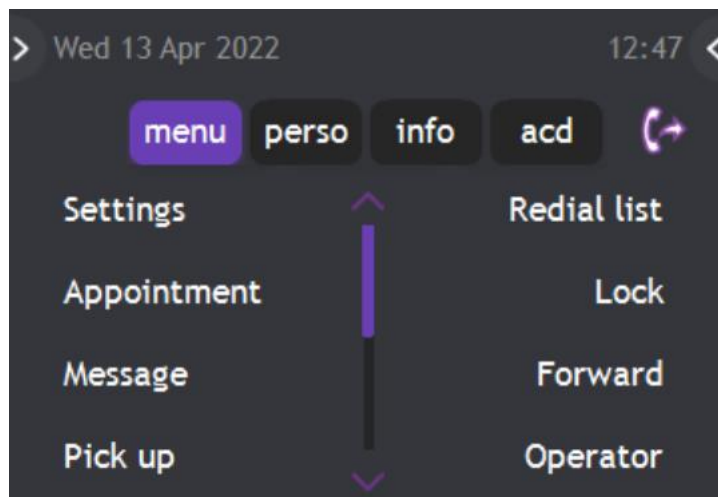 Wed 13 Apr 2022 12:47
menu perso info acd
Settings Redial list
Appointment Lock
Message Forward
Pick up Operator